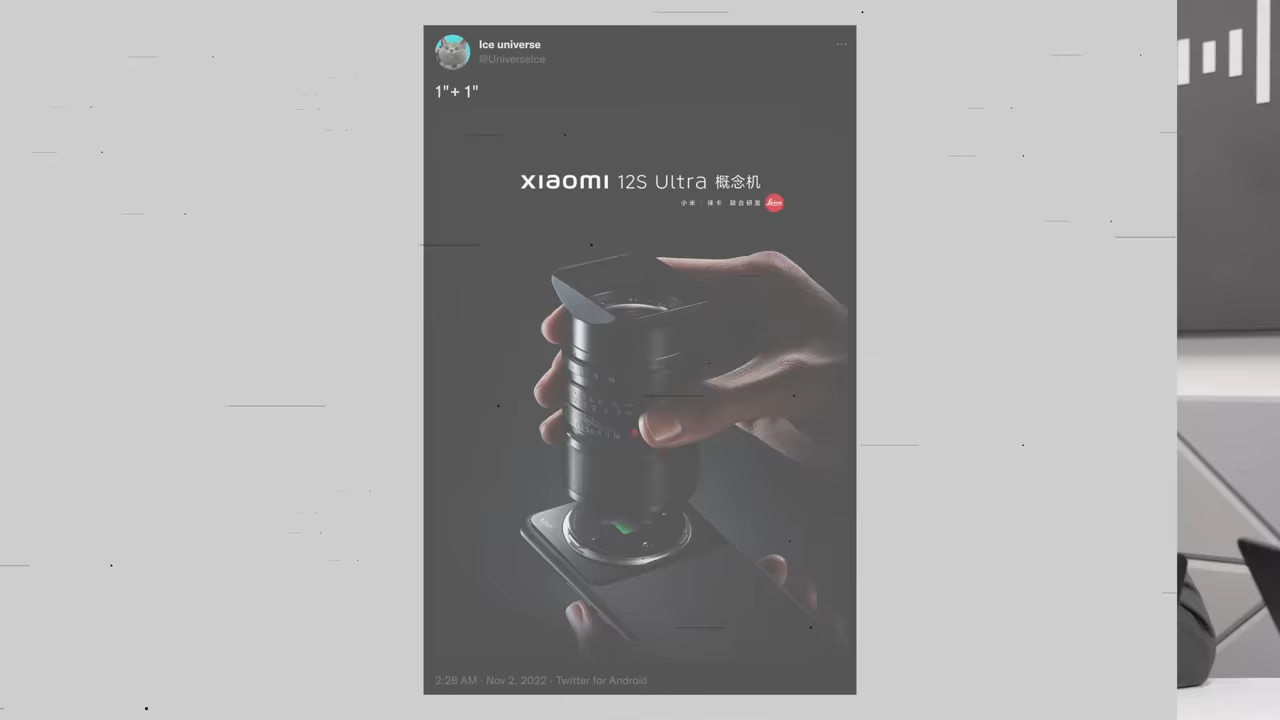 Ice universe
@UniverseIce
1"+ 1"
XIAOMI 12S Ultra 概念机
小米 | 徕卡 联合研发 Leica
2:28 AM · Nov 2, 2022 · Twitter for Android